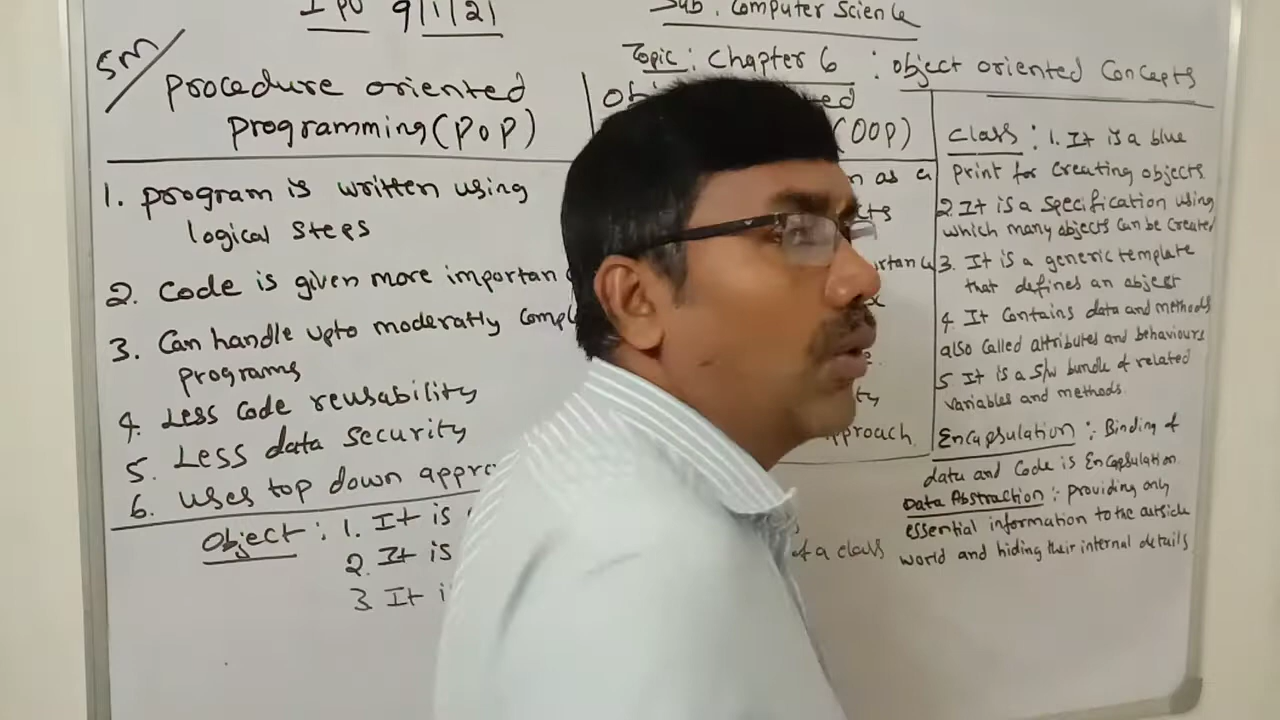 I PU 9/1/21
Sub. Computer Science
5M
Topic: Chapter 6 : object oriented Concepts
Procedure oriented
programming (POP)
1. program is written using
logical steps
2. Code is given more importan
3. Can handle upto moderatly compl
programs
4. Less code reusability
5. Less data security
6. uses top down appro
(OOP)
as a
approach
Class : 1. It is a blue
print for creating objects.
2. It is a specification using
which many objects can be created
3. It is a generic template
that defines an object
4. It contains data and methods
also called attributes and behaviours
5. It is a S/w bundle of related
variables and methods.
Encapsulation :- Binding of
data and code is Encapsulation.
Data Abstraction :- providing only
essential information to the outside
world and hiding their internal details
Object : 1. It is
2. It is
of a class
3. It i